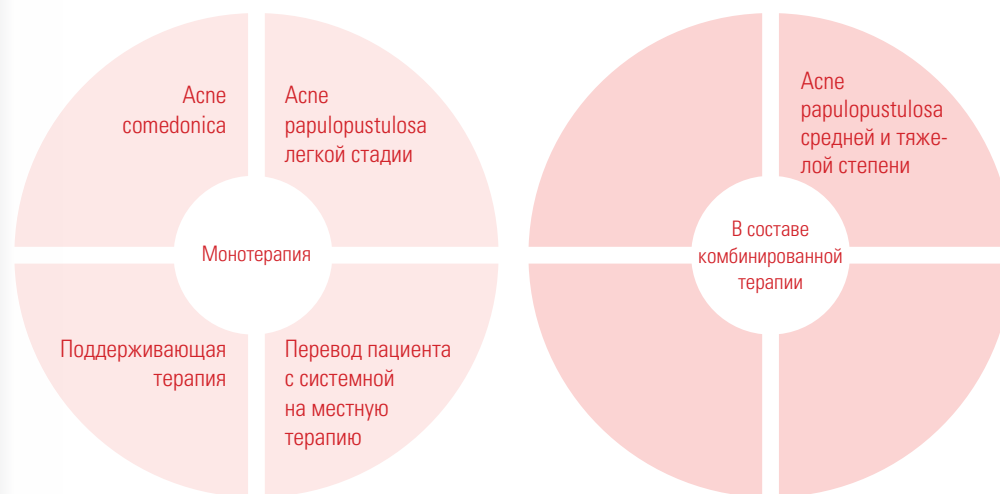 Acne
comedonica
Acne
papulopustulosa
легкой стадии
Монотерапия
Поддерживающая
терапия
Перевод пациента
с системной
на местную
терапию
Acne
papulopustulosa
средней и тяже-
лой степени
В составе
комбинированной
терапии